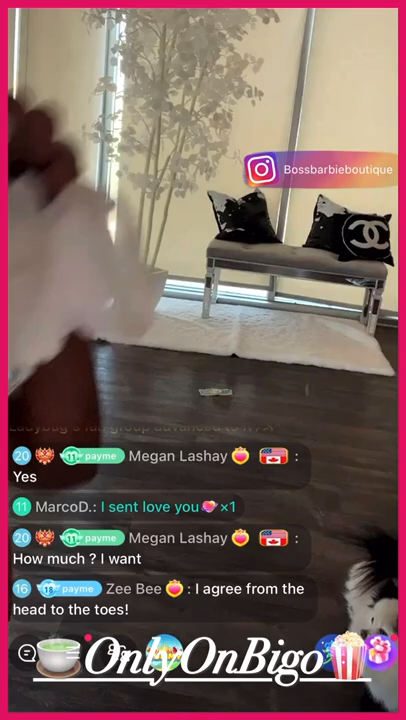 Bossbarbieboutique
20 11 payme Megan Lashay :
Yes
11 MarcoD.: I sent love you ×1
20 11 payme Megan Lashay :
How much ? I want
16 18 payme Zee Bee : I agree from the
head to the toes!
OnlyOnBigo